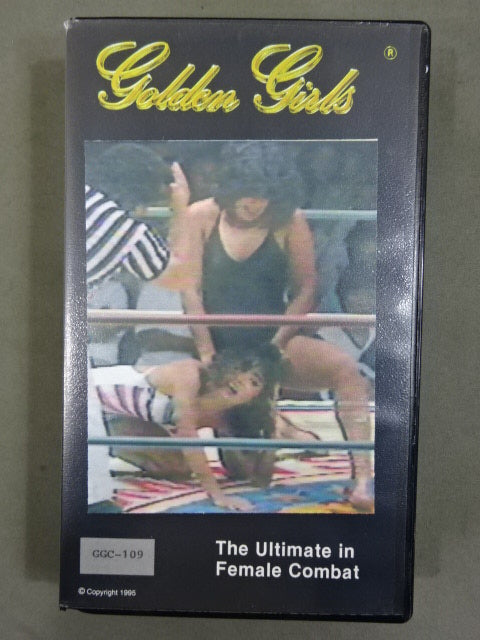 Golden Girls ®
GGC-109
The Ultimate in
Female Combat
© Copyright 1995